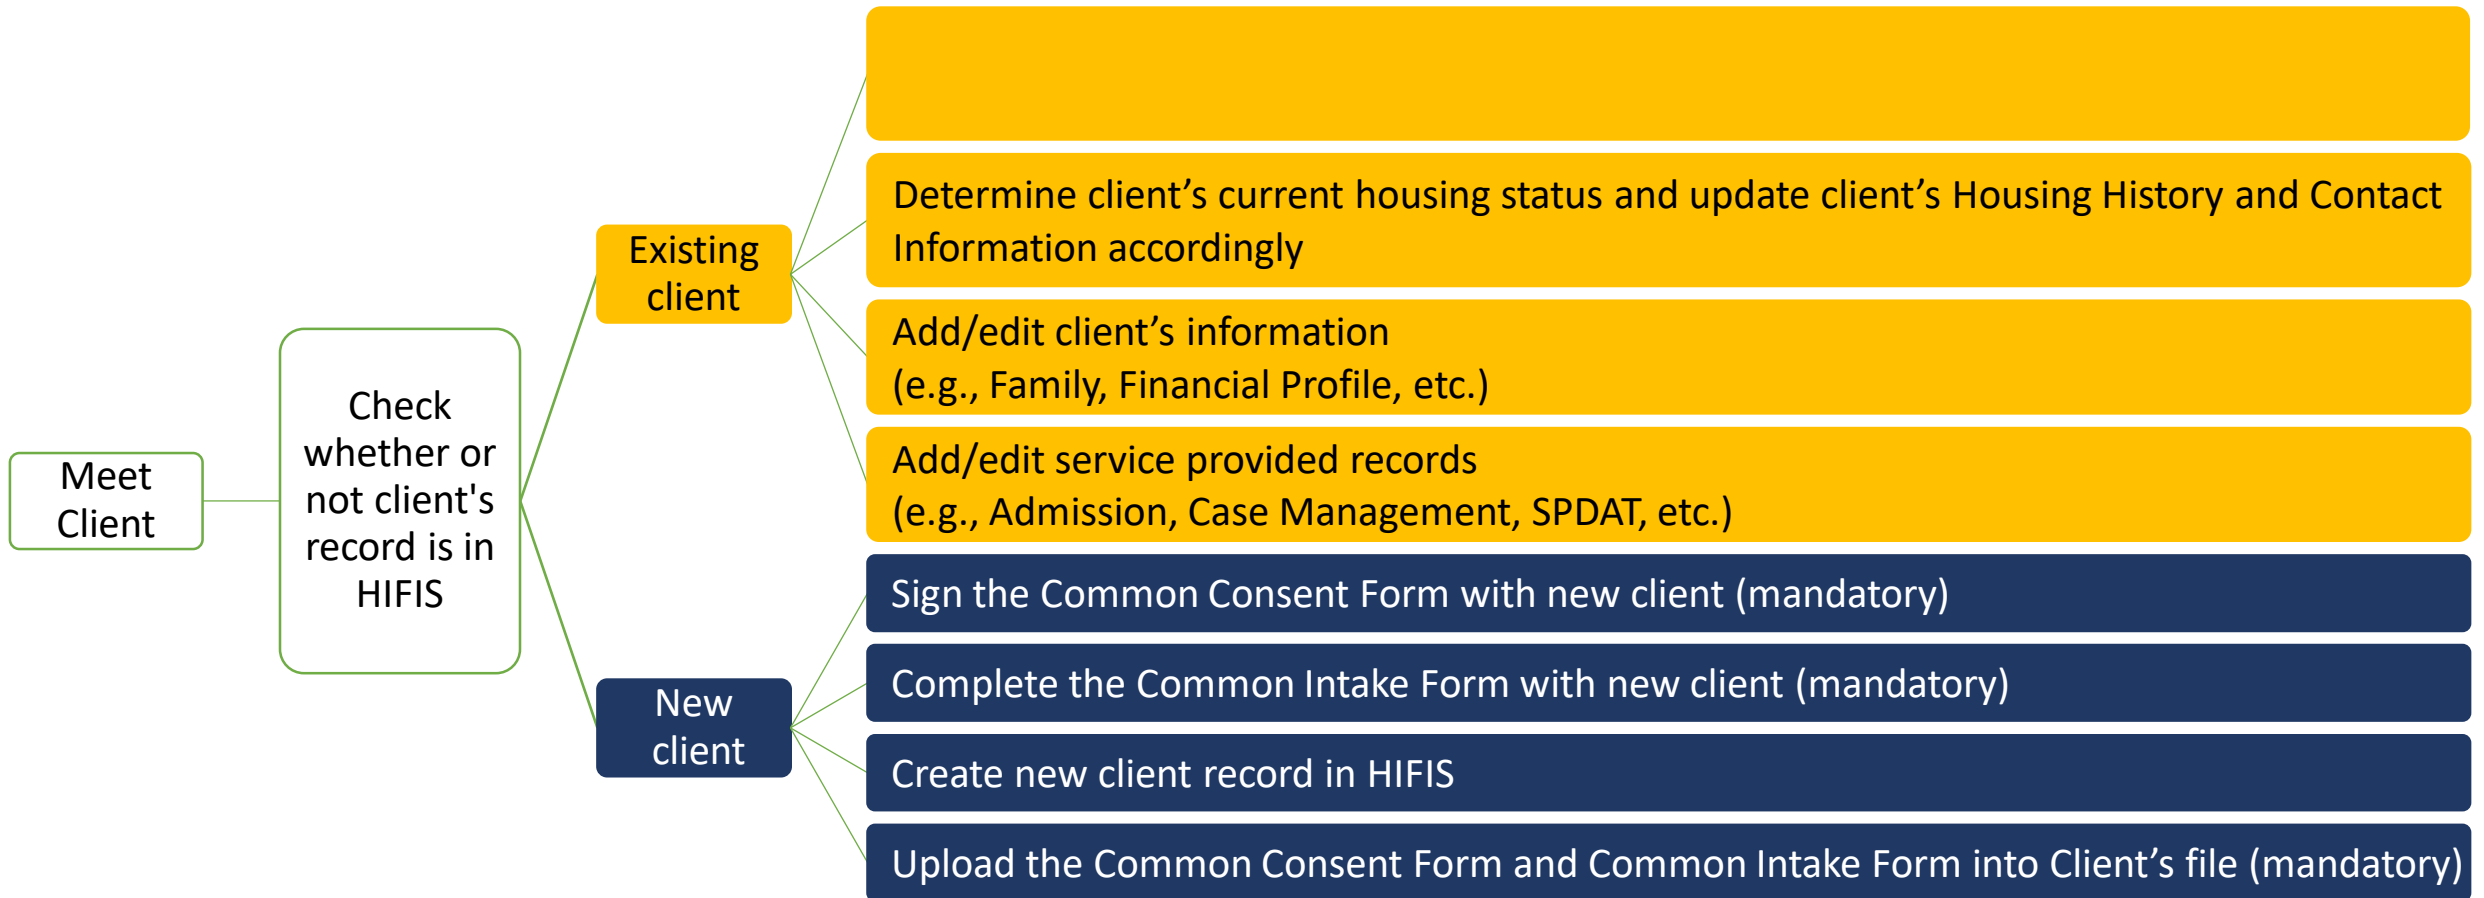 Meet
Client
Check
whether or
not client's
record is in
HIFIS
Existing
client
Determine client’s current housing status and update client’s Housing History and Contact
Information accordingly
Add/edit client’s information
(e.g., Family, Financial Profile, etc.)
Add/edit service provided records
(e.g., Admission, Case Management, SPDAT, etc.)
New
client
Sign the Common Consent Form with new client (mandatory)
Complete the Common Intake Form with new client (mandatory)
Create new client record in HIFIS
Upload the Common Consent Form and Common Intake Form into Client’s file (mandatory)